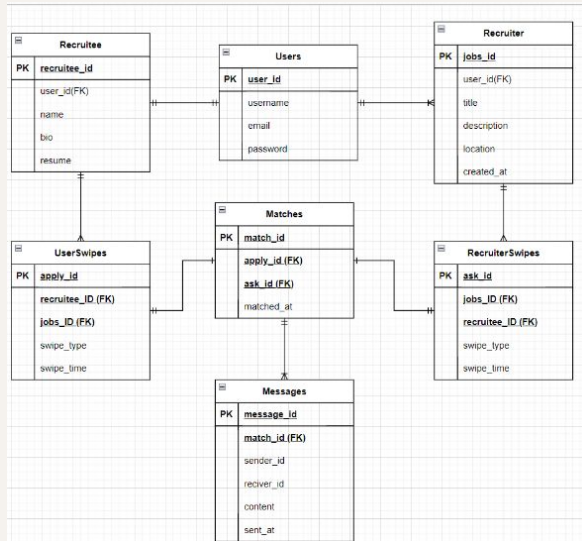 Recruitee
PK recruitee_id
user_id(FK)
name
bio
resume
Users
PK user_id
username
email
password
Recruiter
PK jobs_id
user_id(FK)
title
description
location
created_at
UserSwipes
PK apply_id
recruitee_ID (FK)
jobs_ID (FK)
swipe_type
swipe_time
Matches
PK match_id
apply_id (FK)
ask_id (FK)
matched_at
RecruiterSwipes
PK ask_id
jobs_ID (FK)
recruitee_ID (FK)
swipe_type
swipe_time
Messages
PK message_id
match_id (FK)
sender_id
reciver_id
content
sent_at